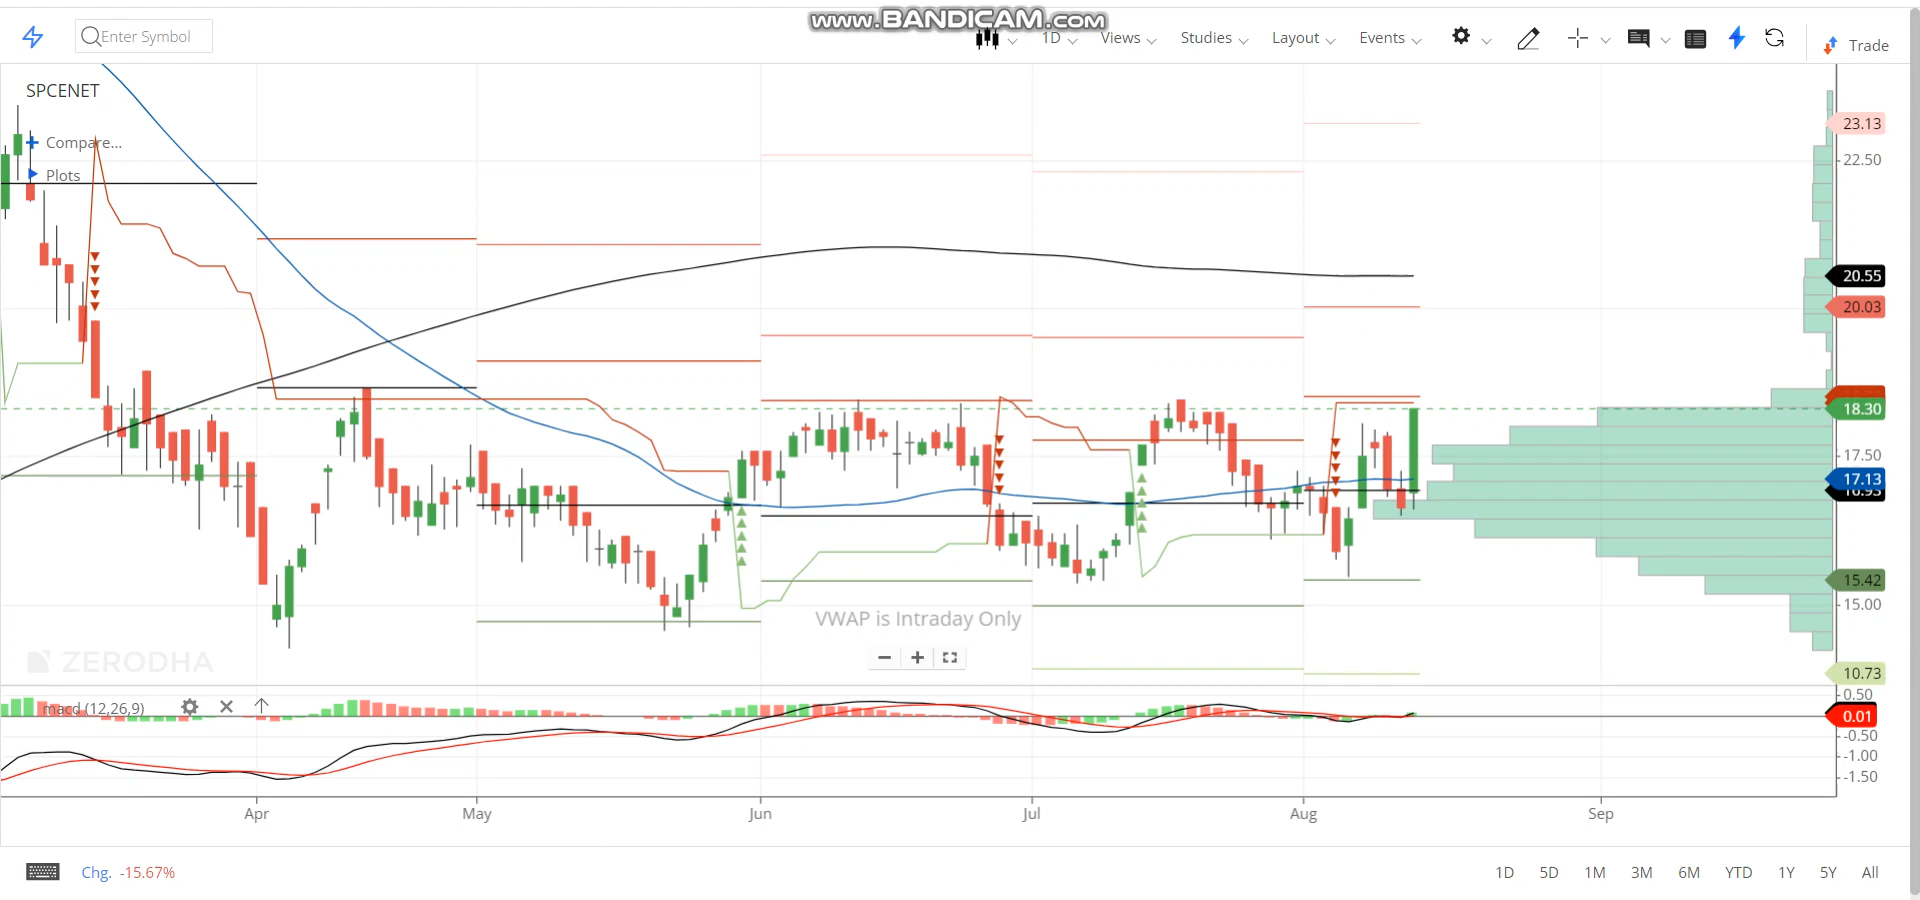 www.BANDICAM.com
Enter Symbol
1D Views Studies Layout Events Trade
SPCENET
Compare...
Plots
23.13
22.50
20.55
20.03
18.30
17.50
17.13
16.93
15.42
15.00
VWAP is Intraday Only
ZERODHA
10.73
macd (12,26,9)
0.50
0.01
-0.50
-1.00
-1.50
Apr May Jun Jul Aug Sep
Chg. -15.67%
1D 5D 1M 3M 6M YTD 1Y 5Y All